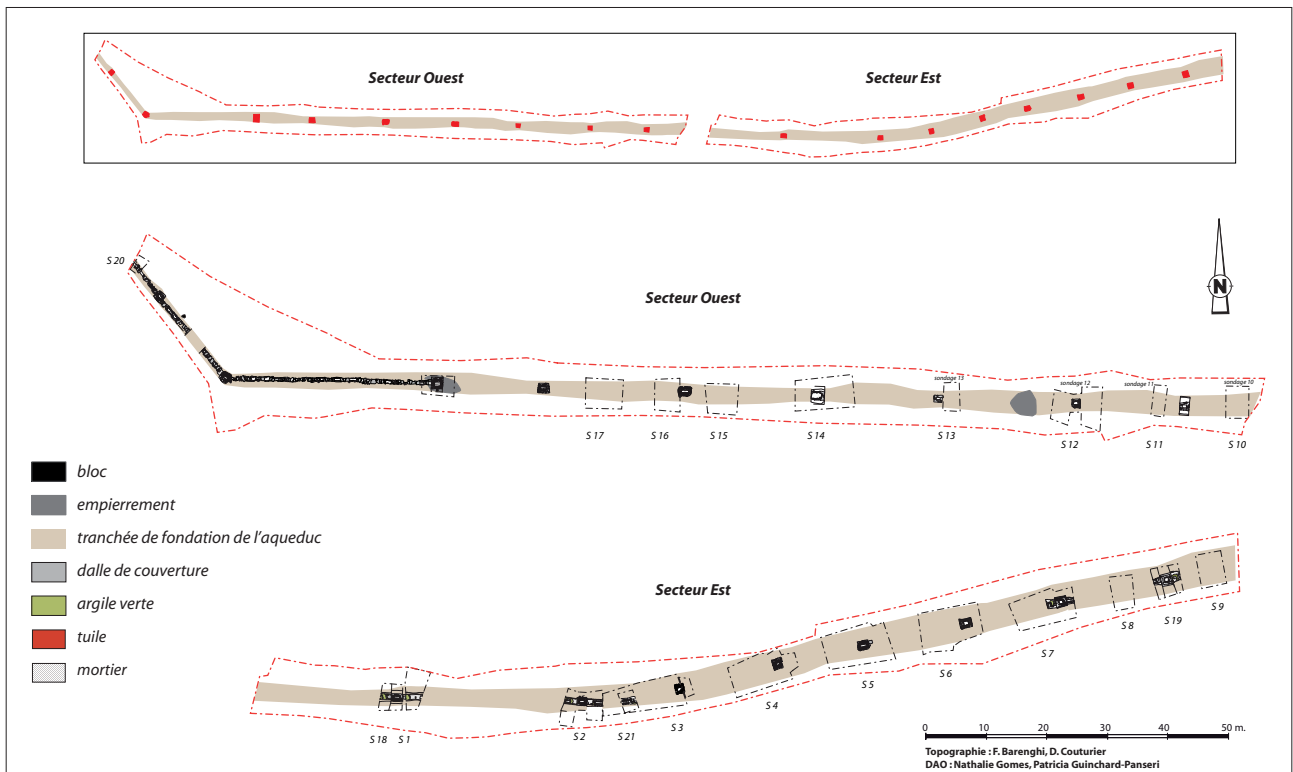 Secteur Ouest
Secteur Est
N
S 20
Secteur Ouest
sondage 13
sondage 12
sondage 11
sondage 10
S 17
S 16
S 15
S 14
S 13
S 12
S 11
S 10
bloc
empierrement
tranchée de fondation de l'aqueduc
dalle de couverture
argile verte
tuile
mortier
Secteur Est
S 18
S 1
S 2
S 21
S 3
S 4
S 5
S 6
S 7
S 8
S 19
S 9
0 10 20 30 40 50 m.
Topographie : F. Barenghi, D. Couturier
DAO : Nathalie Gomes, Patricia Guinchard-Panseri